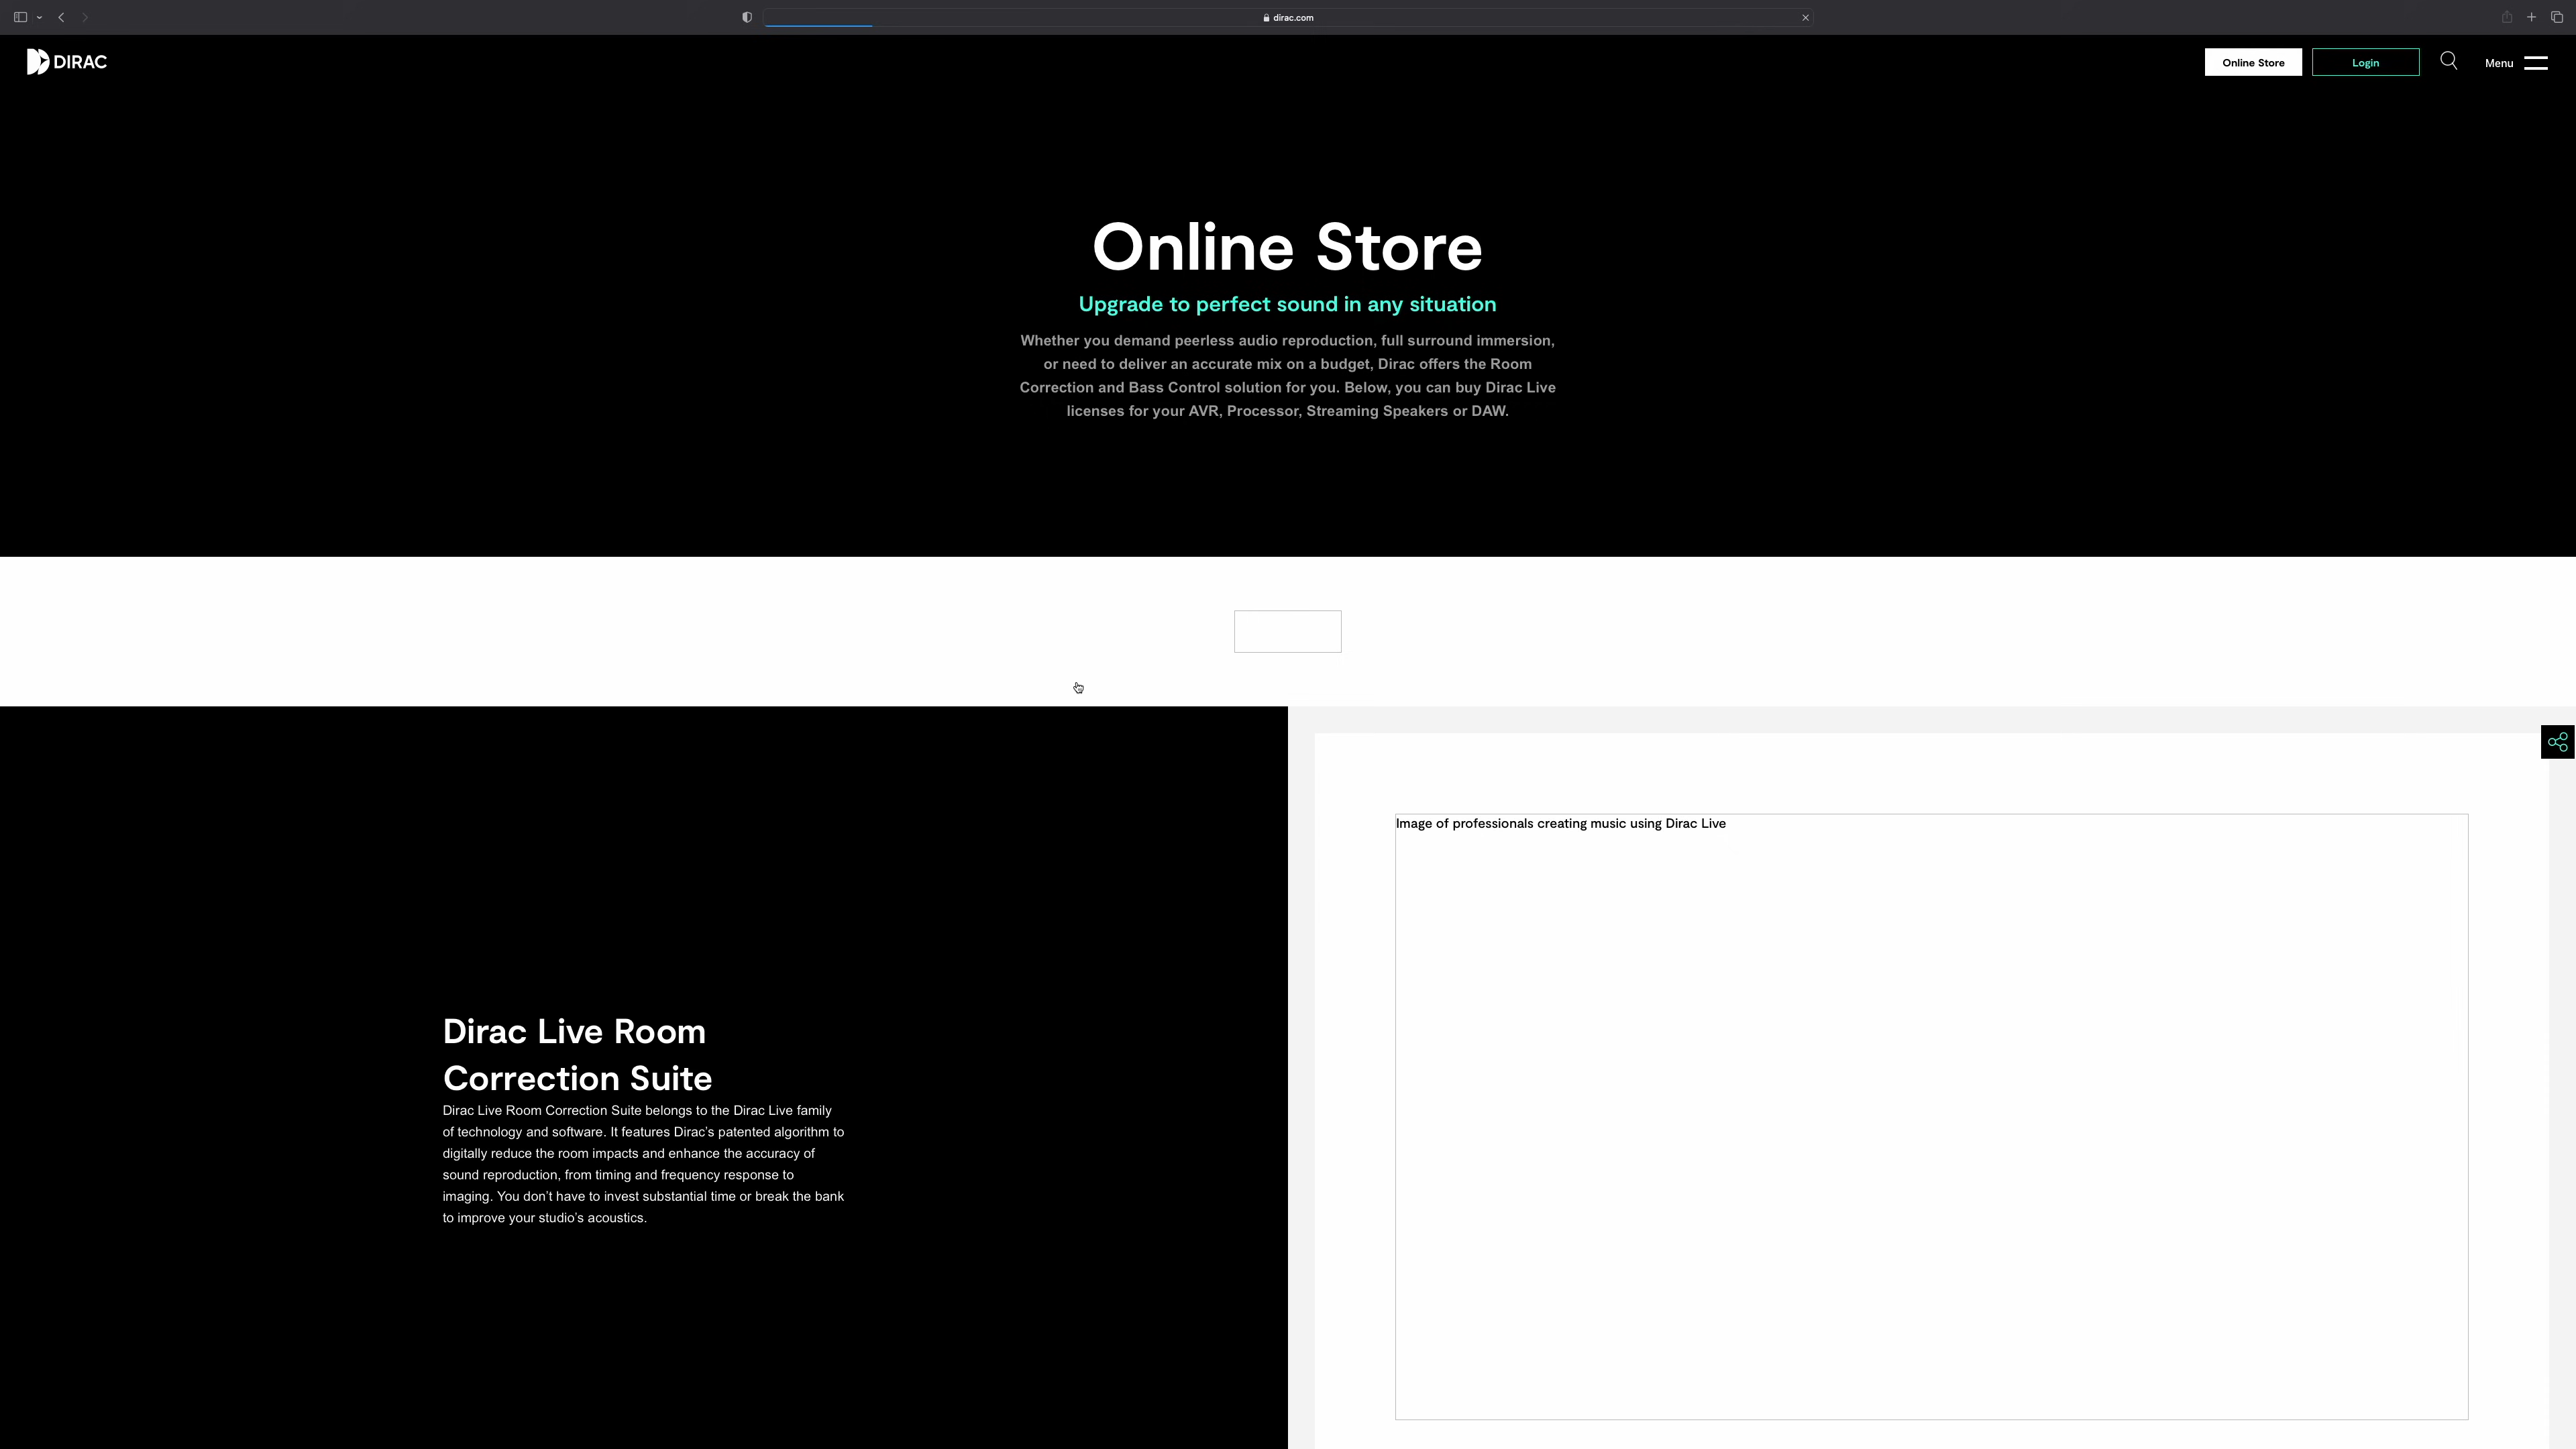 dirac.com
DIRAC
Online Store
Login
Menu
Online Store
Upgrade to perfect sound in any situation
Whether you demand peerless audio reproduction, full surround immersion,
or need to deliver an accurate mix on a budget, Dirac offers the Room
Correction and Bass Control solution for you. Below, you can buy Dirac Live
licenses for your AVR, Processor, Streaming Speakers or DAW.
Image of professionals creating music using Dirac Live
Dirac Live Room
Correction Suite
Dirac Live Room Correction Suite belongs to the Dirac Live family
of technology and software. It features Dirac's patented algorithm to
digitally reduce the room impacts and enhance the accuracy of
sound reproduction, from timing and frequency response to
imaging. You don't have to invest substantial time or break the bank
to improve your studio's acoustics.